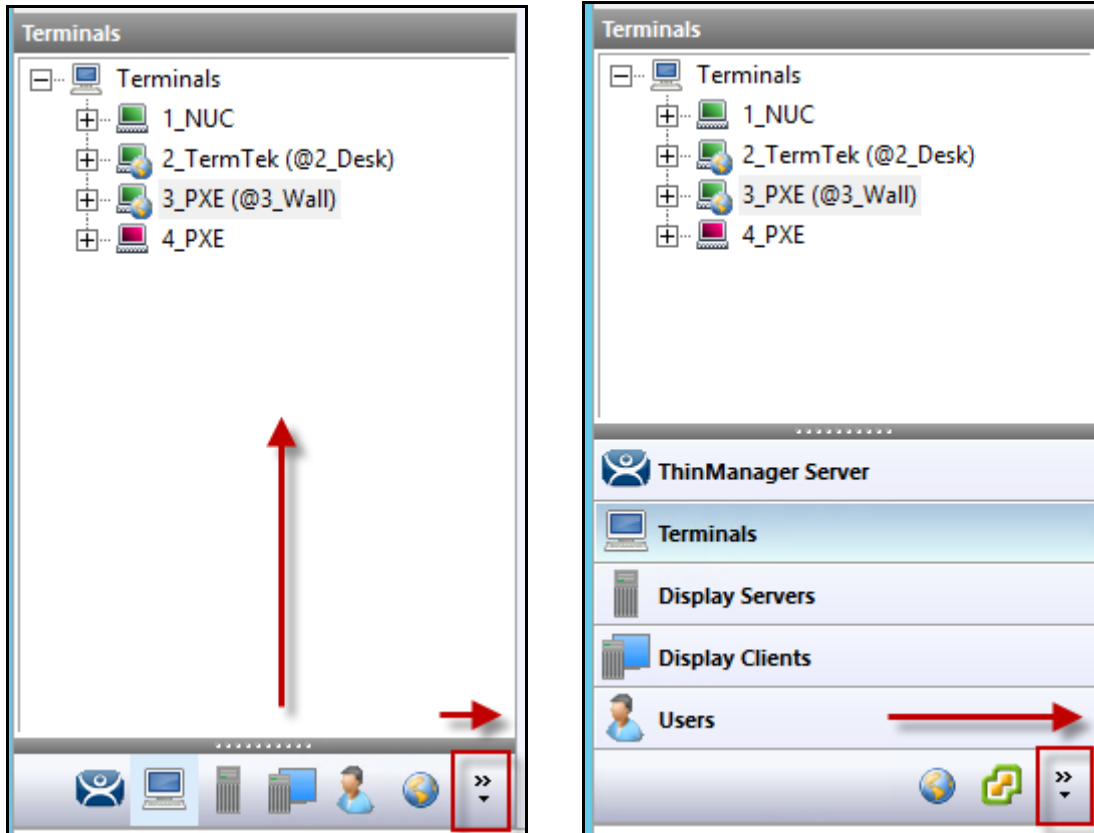 Terminals
Terminals
1_NUC
2_TermTek (@2_Desk)
3_PXE (@3_Wall)
4_PXE
Terminals
Terminals
1_NUC
2_TermTek (@2_Desk)
3_PXE (@3_Wall)
4_PXE
ThinManager Server
Terminals
Display Servers
Display Clients
Users